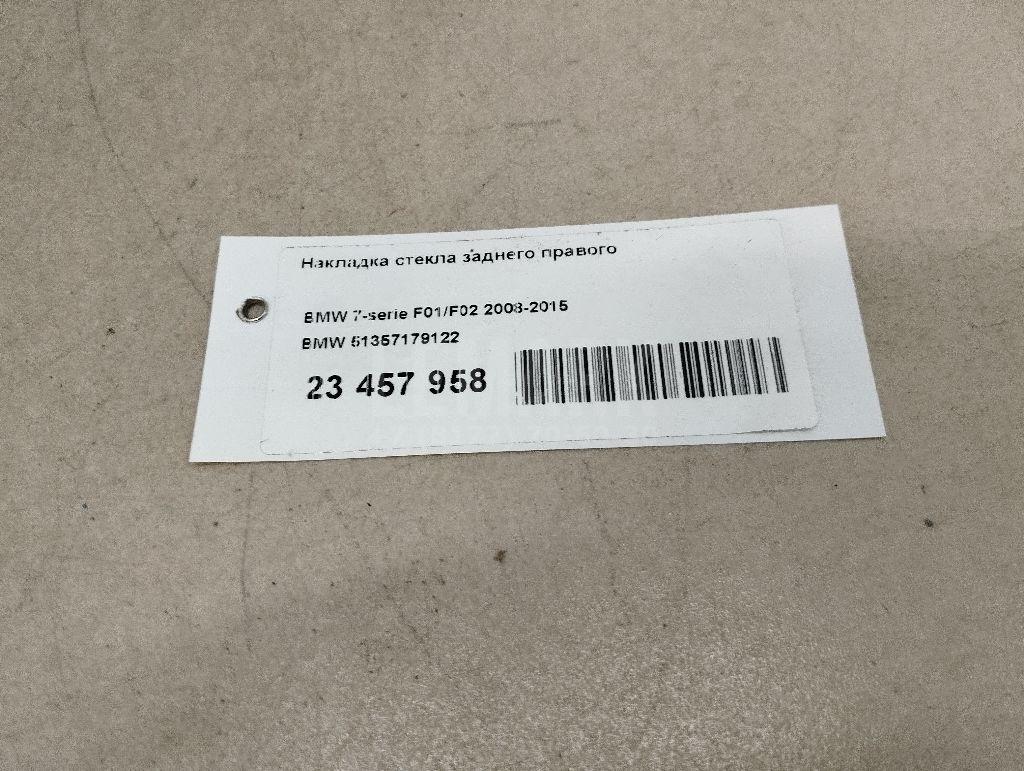 Накладка стекла заднего правого
BMW 7-serie F01/F02 2008-2015
BMW 51357179122
23 457 958